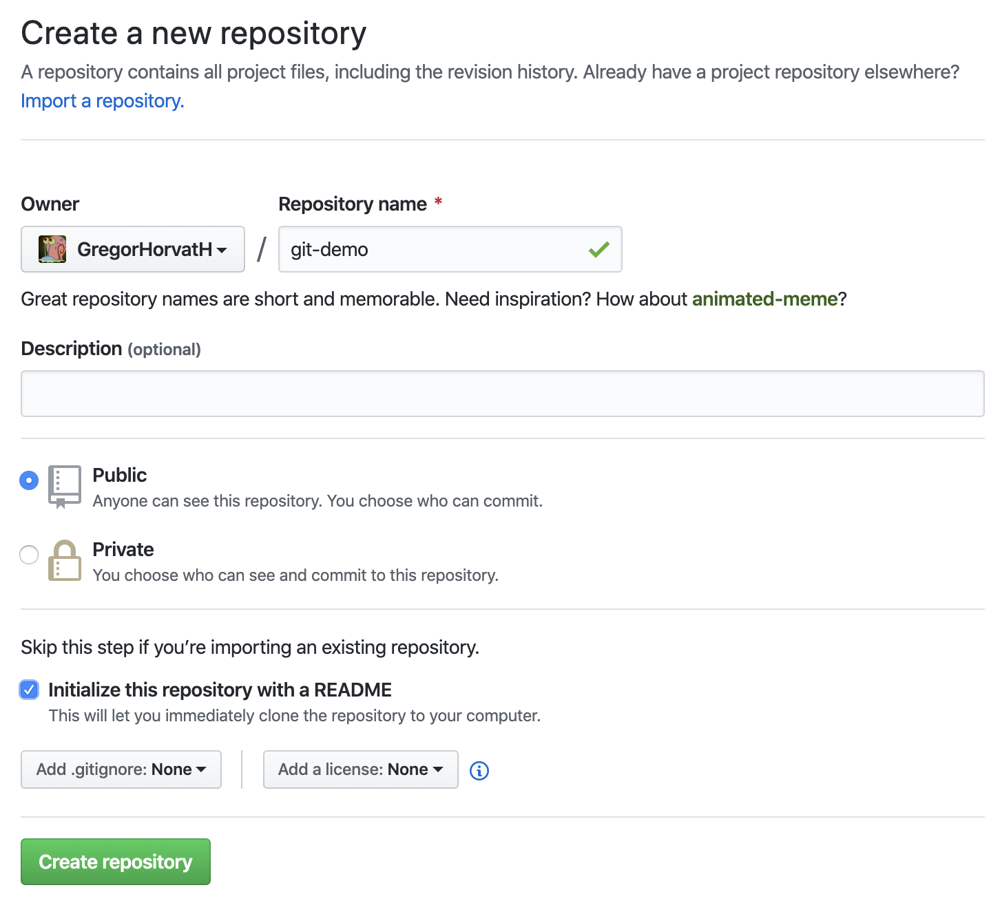 Create a new repository
A repository contains all project files, including the revision history. Already have a project repository elsewhere?
Import a repository.
Owner
Repository name *
GregorHorvatH / git-demo
Great repository names are short and memorable. Need inspiration? How about animated-meme?
Description (optional)
Public
Anyone can see this repository. You choose who can commit.
Private
You choose who can see and commit to this repository.
Skip this step if you’re importing an existing repository.
Initialize this repository with a README
This will let you immediately clone the repository to your computer.
Add .gitignore: None
Add a license: None
Create repository